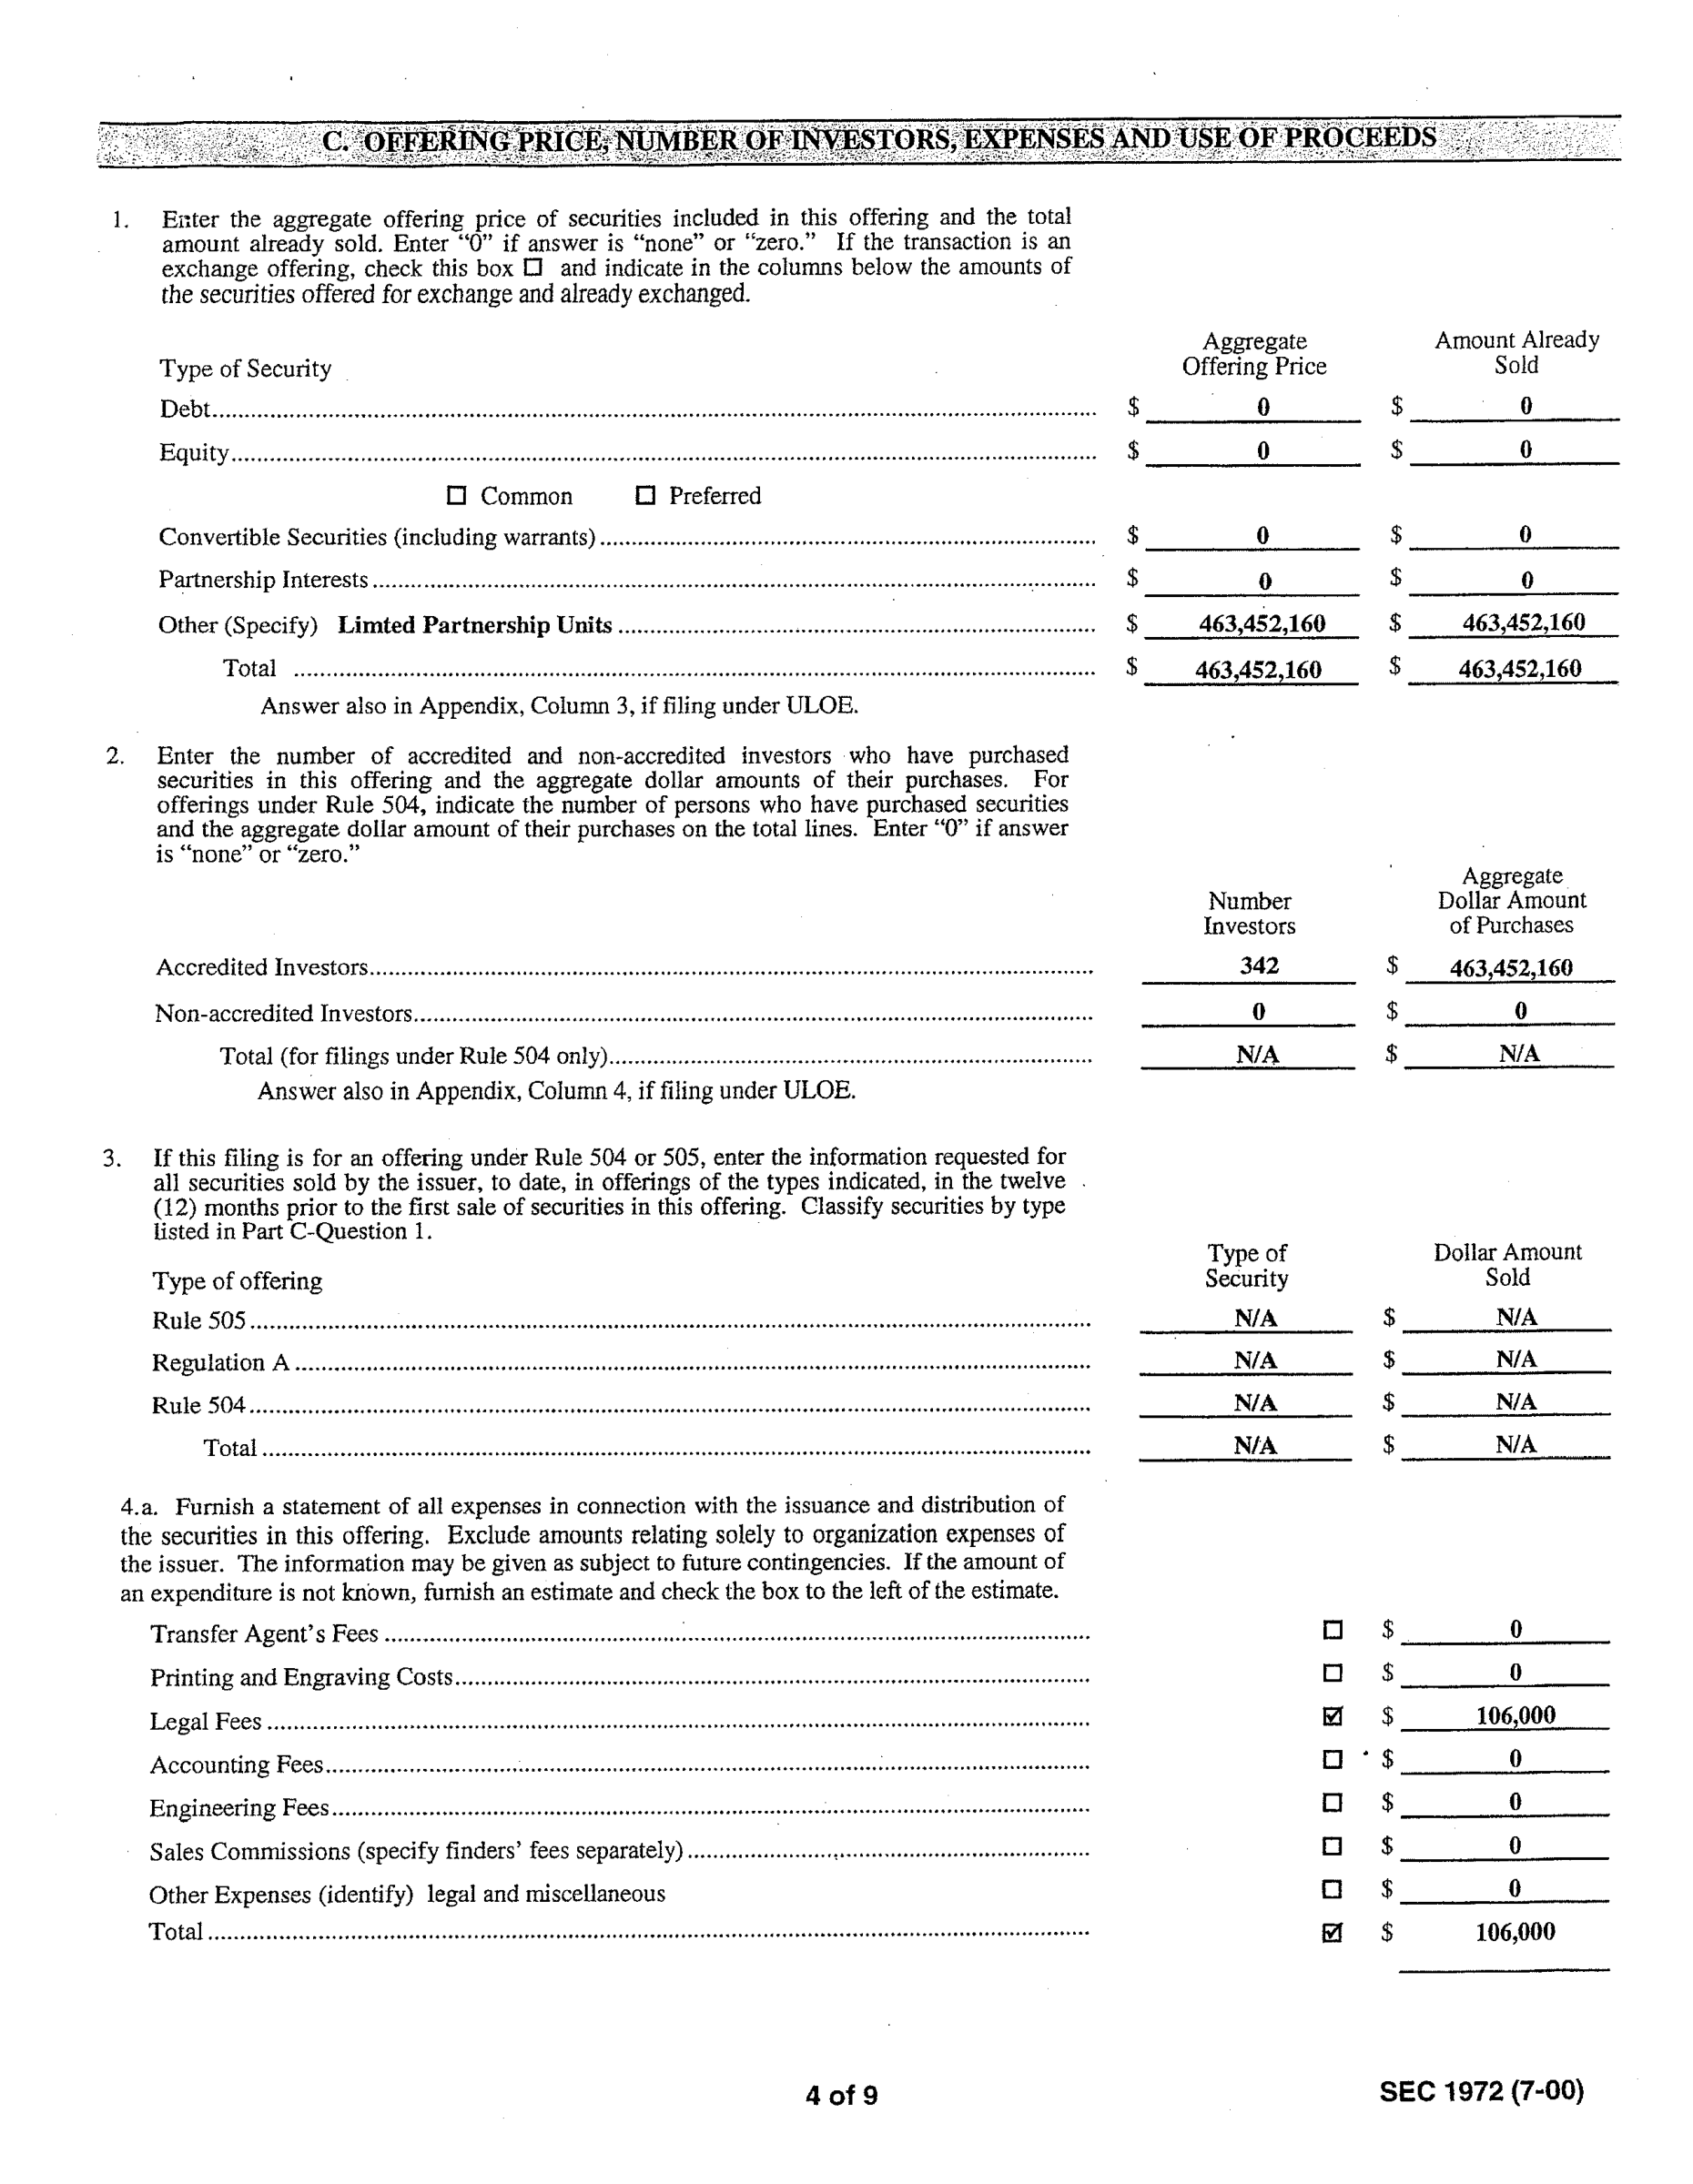 C. OFFERING PRICE, NUMBER OF INVESTORS, EXPENSES AND USE OF PROCEEDS
1. Enter the aggregate offering price of securities included in this offering and the total
amount already sold. Enter “0” if answer is “none” or “zero.” If the transaction is an
exchange offering, check this box ☐ and indicate in the columns below the amounts of
the securities offered for exchange and already exchanged.
Aggregate Amount Already
Type of Security Offering Price Sold
Debt $ 0 $ 0
Equity $ 0 $ 0
☐ Common ☐ Preferred
Convertible Securities (including warrants) $ 0 $ 0
Partnership Interests $ 0 $ 0
Other (Specify) Limted Partnership Units $ 463,452,160 $ 463,452,160
Total $ 463,452,160 $ 463,452,160
Answer also in Appendix, Column 3, if filing under ULOE.
2. Enter the number of accredited and non-accredited investors who have purchased
securities in this offering and the aggregate dollar amounts of their purchases. For
offerings under Rule 504, indicate the number of persons who have purchased securities
and the aggregate dollar amount of their purchases on the total lines. Enter “0” if answer
is “none” or “zero.”
Aggregate
Number Dollar Amount
Investors of Purchases
Accredited Investors 342 $ 463,452,160
Non-accredited Investors 0 $ 0
Total (for filings under Rule 504 only) N/A $ N/A
Answer also in Appendix, Column 4, if filing under ULOE.
3. If this filing is for an offering under Rule 504 or 505, enter the information requested for
all securities sold by the issuer, to date, in offerings of the types indicated, in the twelve
(12) months prior to the first sale of securities in this offering. Classify securities by type
listed in Part C-Question 1.
Type of Dollar Amount
Type of offering Security Sold
Rule 505 N/A $ N/A
Regulation A N/A $ N/A
Rule 504 N/A $ N/A
Total N/A $ N/A
4.a. Furnish a statement of all expenses in connection with the issuance and distribution of
the securities in this offering. Exclude amounts relating solely to organization expenses of
the issuer. The information may be given as subject to future contingencies. If the amount of
an expenditure is not known, furnish an estimate and check the box to the left of the estimate.
Transfer Agent’s Fees ☐ $ 0
Printing and Engraving Costs ☐ $ 0
Legal Fees ☑ $ 106,000
Accounting Fees ☐ $ 0
Engineering Fees ☐ $ 0
Sales Commissions (specify finders’ fees separately) ☐ $ 0
Other Expenses (identify) legal and miscellaneous ☐ $ 0
Total ☑ $ 106,000
4 of 9 SEC 1972 (7-00)